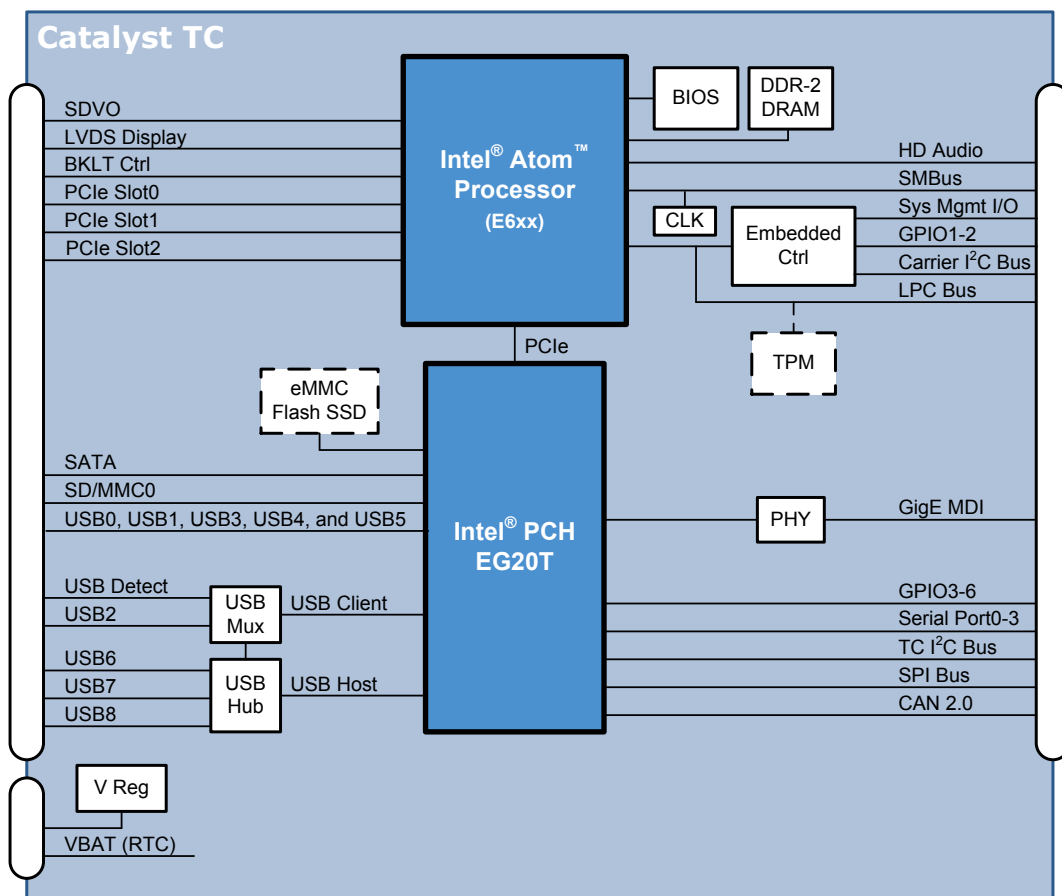 Catalyst TC
SDVO
LVDS Display
BKLT Ctrl
PCIe Slot0
PCIe Slot1
PCIe Slot2
Intel® Atom™
Processor
(E6xx)
BIOS
DDR-2
DRAM
HD Audio
SMBus
CLK
Sys Mgmt I/O
Embedded
Ctrl
GPIO1-2
Carrier I²C Bus
LPC Bus
TPM
PCIe
eMMC
Flash SSD
SATA
SD/MMC0
USB0, USB1, USB3, USB4, and USB5
Intel® PCH
EG20T
PHY
GigE MDI
USB Detect
USB2
USB
Mux
USB Client
USB6
USB7
USB8
USB
Hub
USB Host
GPIO3-6
Serial Port0-3
TC I²C Bus
SPI Bus
CAN 2.0
V Reg
VBAT (RTC)